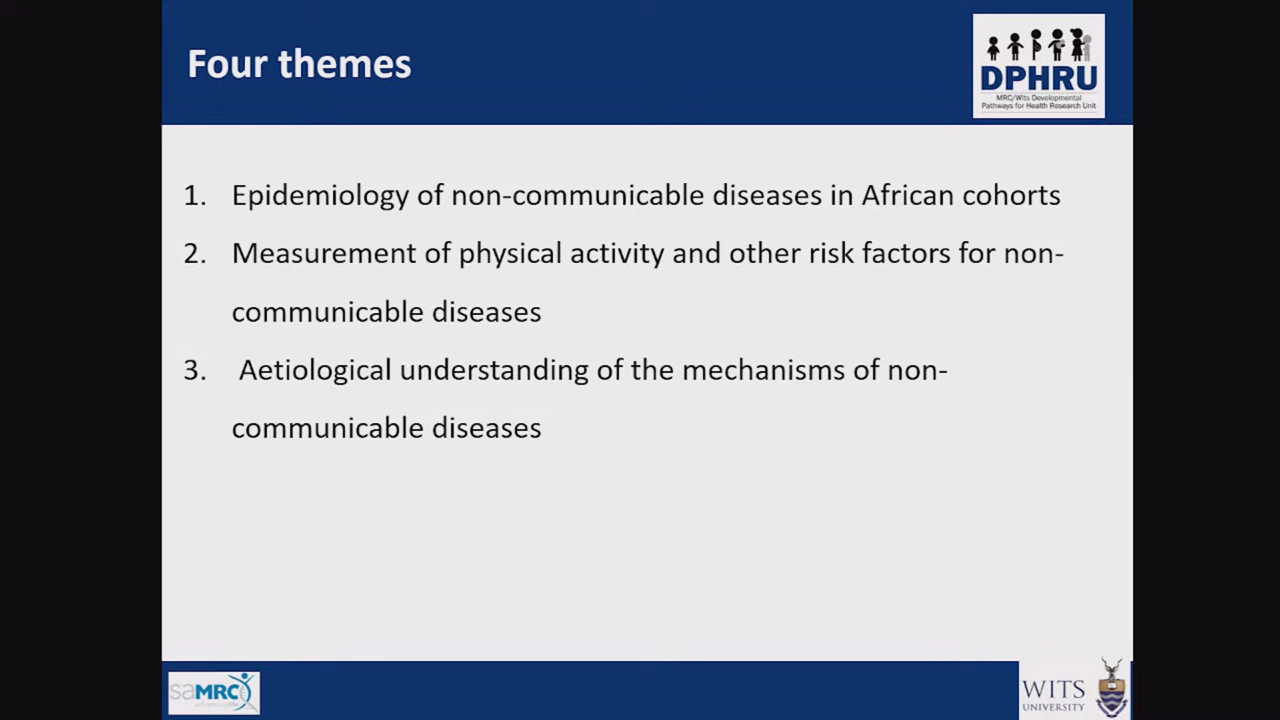 Four themes
DPHRU
MRC/Wits Developmental
Pathways for Health Research Unit
1. Epidemiology of non-communicable diseases in African cohorts
2. Measurement of physical activity and other risk factors for non-
communicable diseases
3. Aetiological understanding of the mechanisms of non-
communicable diseases
saMRC
WITS
UNIVERSITY